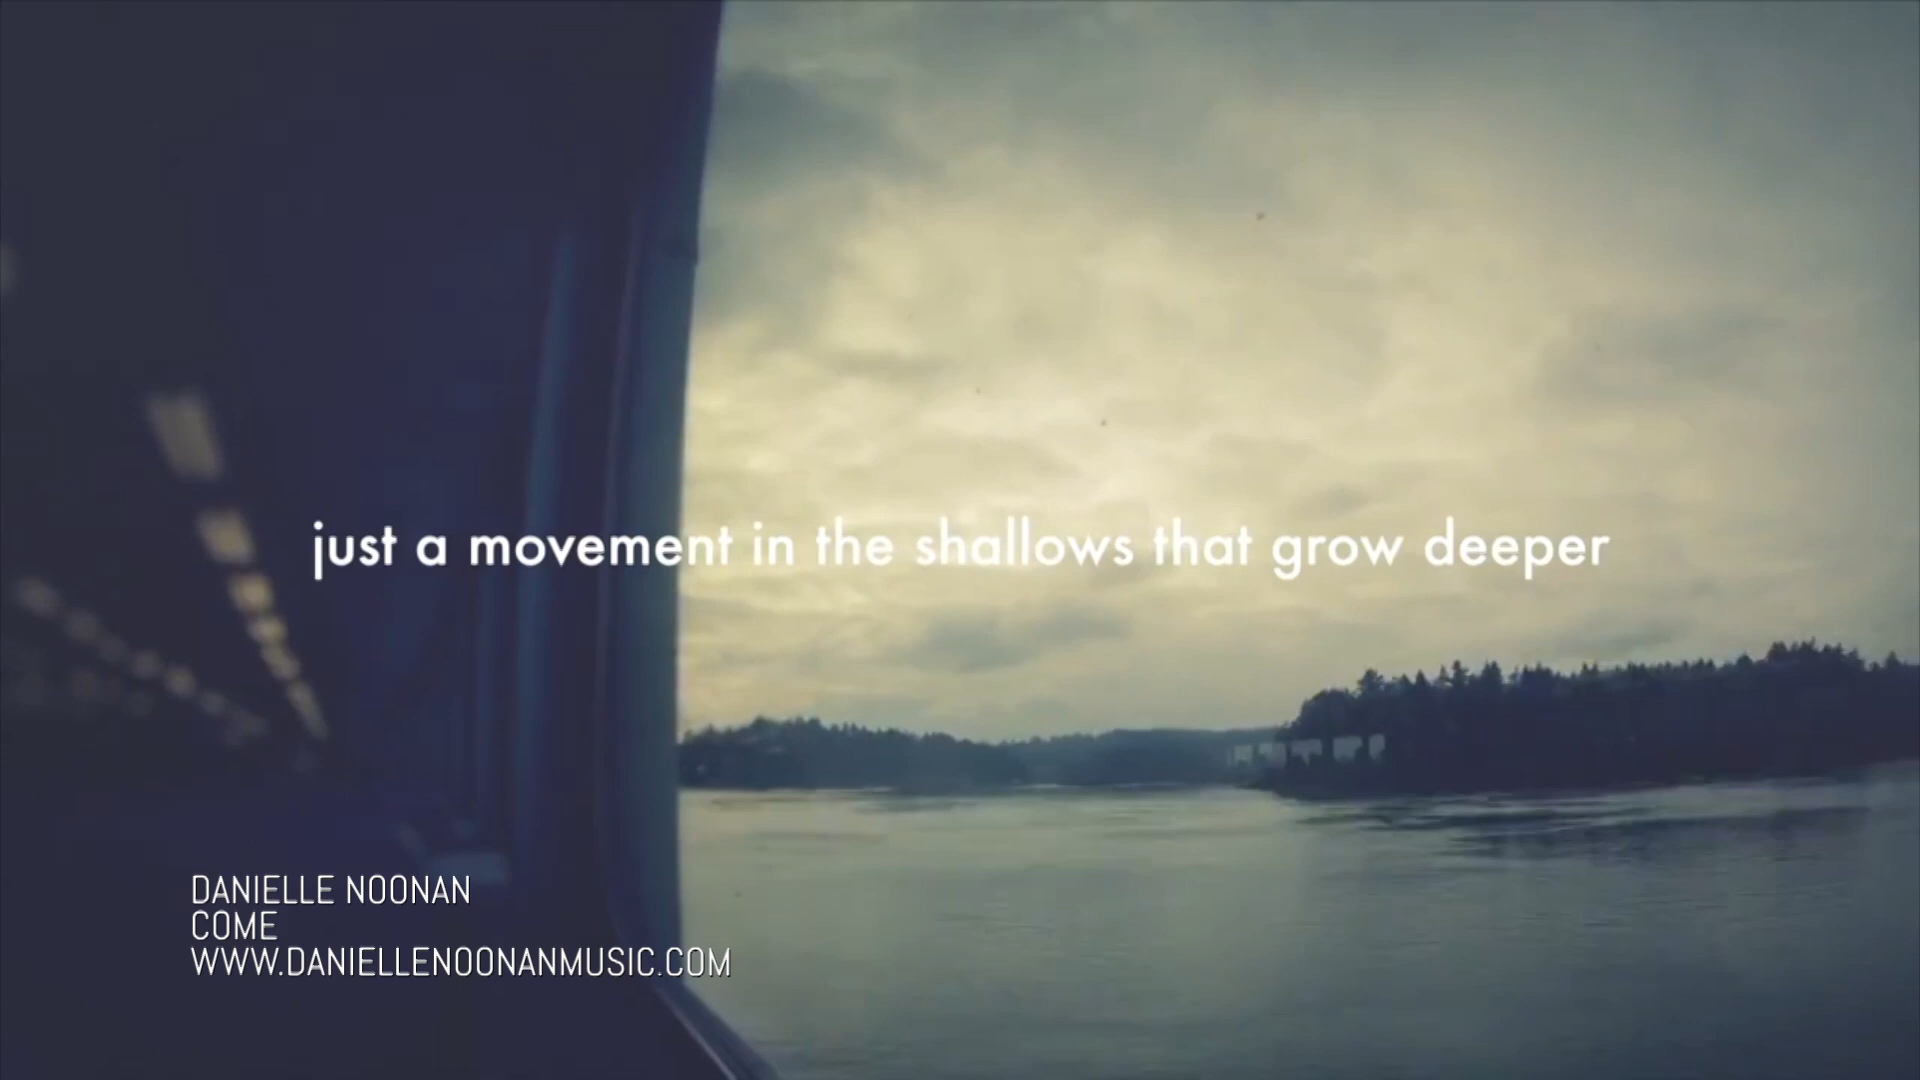 just a movement in the shallows that grow deeper
DANIELLE NOONAN
COME
WWW.DANIELLENOONANMUSIC.COM